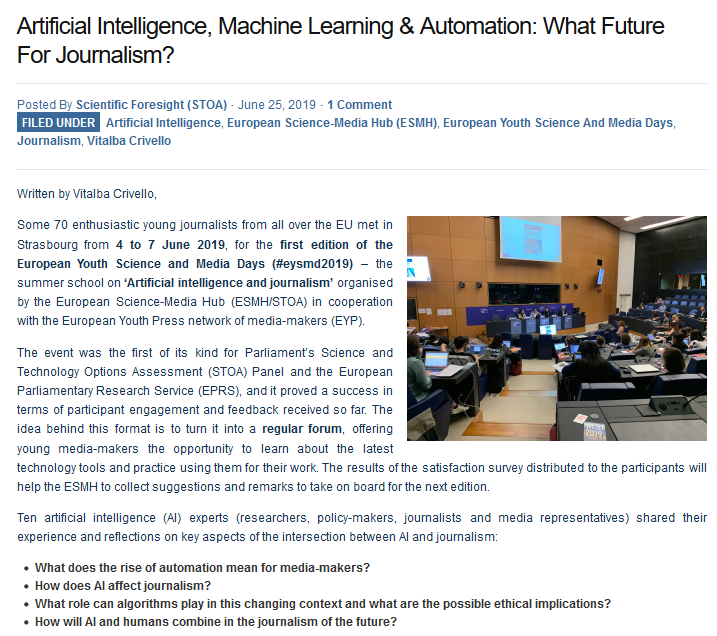 Artificial Intelligence, Machine Learning & Automation: What Future
For Journalism?
Posted By Scientific Foresight (STOA) · June 25, 2019 · 1 Comment
FILED UNDER Artificial Intelligence, European Science-Media Hub (ESMH), European Youth Science And Media Days,
Journalism, Vitalba Crivello
Written by Vitalba Crivello,
Some 70 enthusiastic young journalists from all over the EU met in
Strasbourg from 4 to 7 June 2019, for the first edition of the
European Youth Science and Media Days (#eysmd2019) – the
summer school on ‘Artificial intelligence and journalism’ organised
by the European Science-Media Hub (ESMH/STOA) in cooperation
with the European Youth Press network of media-makers (EYP).
The event was the first of its kind for Parliament’s Science and
Technology Options Assessment (STOA) Panel and the European
Parliamentary Research Service (EPRS), and it proved a success in
terms of participant engagement and feedback received so far. The
idea behind this format is to turn it into a regular forum, offering
young media-makers the opportunity to learn about the latest
technology tools and practice using them for their work. The results of the satisfaction survey distributed to the participants will
help the ESMH to collect suggestions and remarks to take on board for the next edition.
Ten artificial intelligence (AI) experts (researchers, policy-makers, journalists and media representatives) shared their
experience and reflections on key aspects of the intersection between AI and journalism:
• What does the rise of automation mean for media-makers?
• How does AI affect journalism?
• What role can algorithms play in this changing context and what are the possible ethical implications?
• How will AI and humans combine in the journalism of the future?